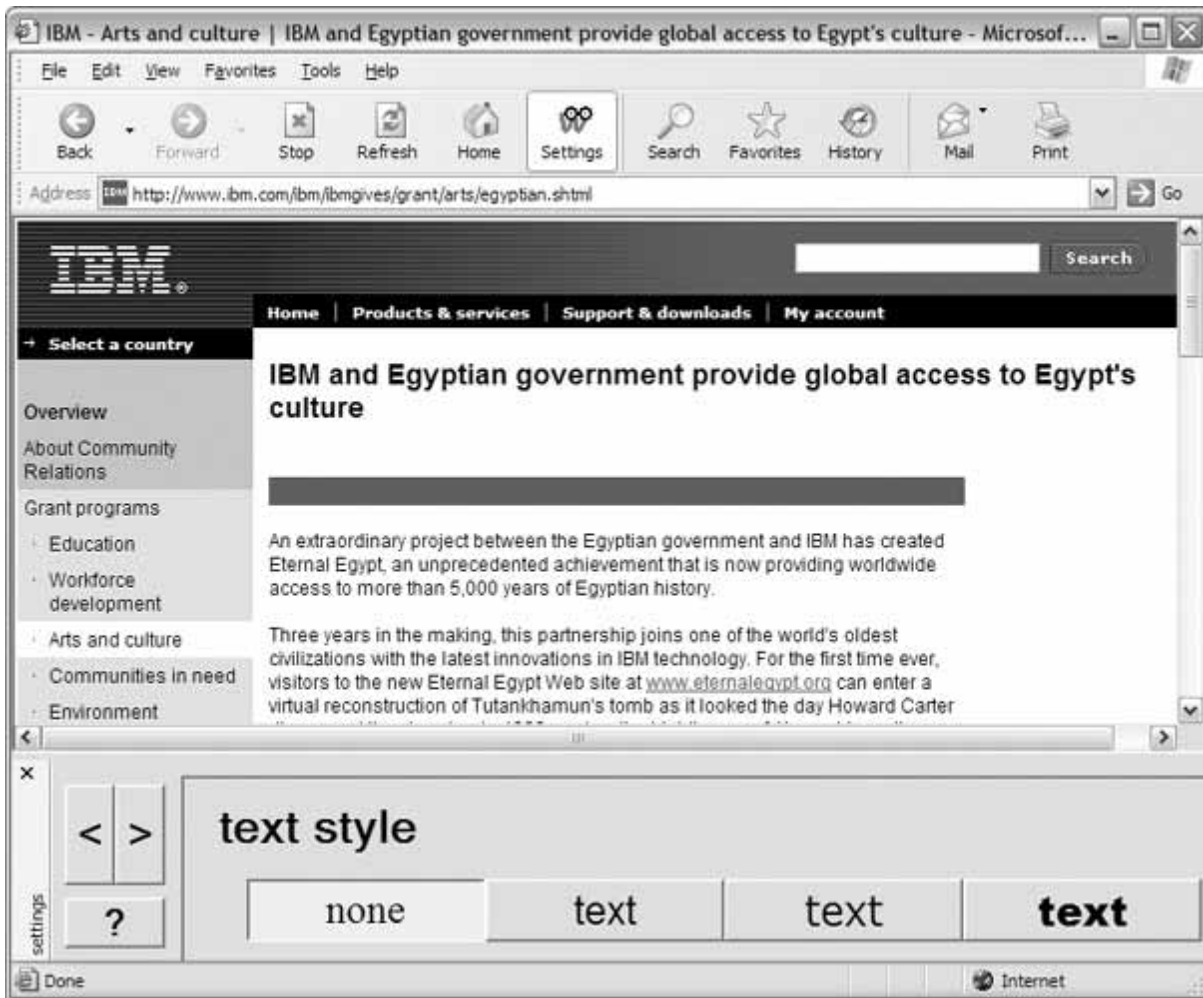 IBM - Arts and culture | IBM and Egyptian government provide global access to Egypt's culture - Microsof...
File Edit View Favorites Tools Help
Back Forward Stop Refresh Home Settings Search Favorites History Mail Print
Address http://www.ibm.com/ibm/ibmgives/grant/arts/egyptian.shtml Go
IBM® Search
Home | Products & services | Support & downloads | My account
Select a country
IBM and Egyptian government provide global access to Egypt's
culture
Overview
About Community
Relations
Grant programs
Education
Workforce
development
Arts and culture
Communities in need
Environment
An extraordinary project between the Egyptian government and IBM has created
Eternal Egypt, an unprecedented achievement that is now providing worldwide
access to more than 5,000 years of Egyptian history.
Three years in the making, this partnership joins one of the world's oldest
civilizations with the latest innovations in IBM technology. For the first time ever,
visitors to the new Eternal Egypt Web site at www.eternalegypt.org can enter a
virtual reconstruction of Tutankhamun's tomb as it looked the day Howard Carter
settings
< >
?
text style
none text text text
Done Internet